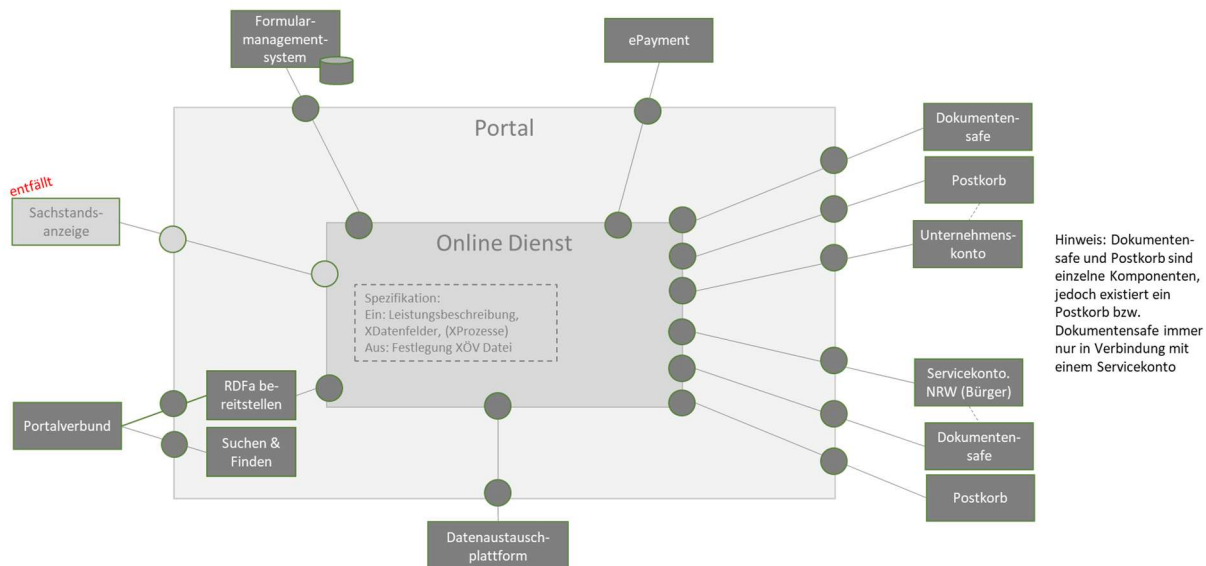 Formular-
management-
system
ePayment
Portal
Dokumenten-
safe
Postkorb
entfällt
Sachstands-
anzeige
Unternehmens-
konto
Online Dienst
Spezifikation:
Ein: Leistungsbeschreibung,
XDatenfelder, (XProzesse)
Aus: Festlegung XÖV Datei
Hinweis: Dokumenten-
safe und Postkorb sind
einzelne Komponenten,
jedoch existiert ein
Postkorb bzw.
Dokumentensafe immer
nur in Verbindung mit
einem Servicekonto
RDFa be-
reitstellen
Servicekonto.
NRW (Bürger)
Portalverbund
Suchen &
Finden
Dokumenten-
safe
Postkorb
Datenaustausch-
plattform